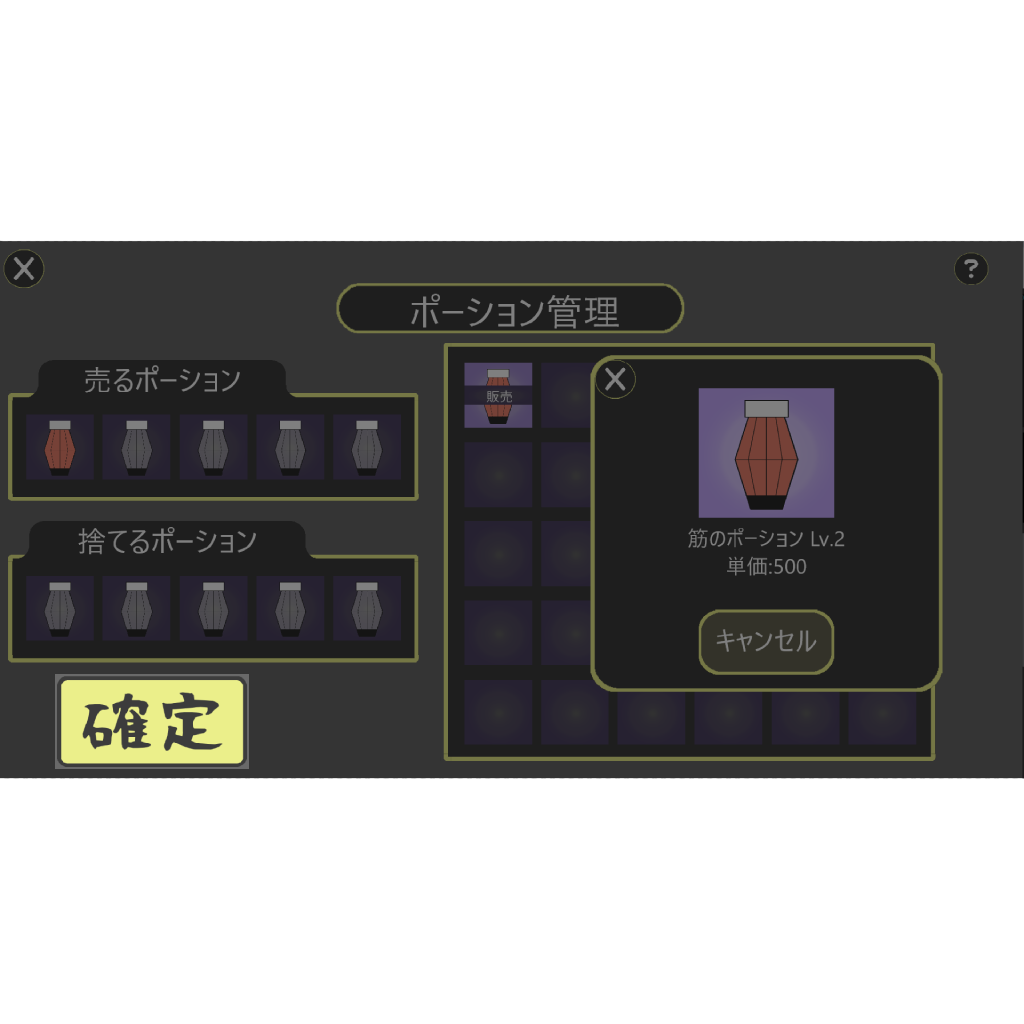 X
?
ポーション管理
売るポーション
販売
X
筋のポーション Lv.2
単価:500
捨てるポーション
キャンセル
確定